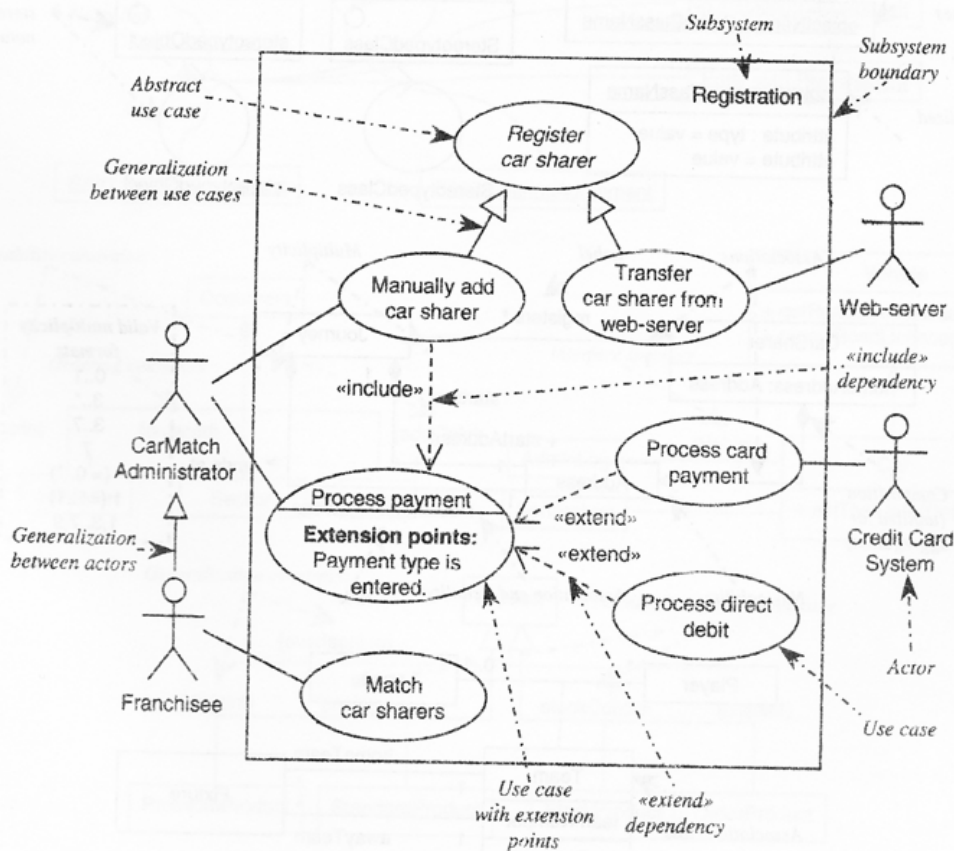 Subsystem
Subsystem
boundary
Registration
Abstract
use case
Register
car sharer
Generalization
between use cases
Manually add
car sharer
Transfer
car sharer from
web-server
Web-server
«include»
«include»
dependency
CarMatch
Administrator
Process card
payment
Process payment
Extension points:
Payment type is
entered.
«extend»
«extend»
Credit Card
System
Generalization
between actors
Process direct
debit
Actor
Franchisee
Match
car sharers
Use case
Use case
with extension
points
«extend»
dependency